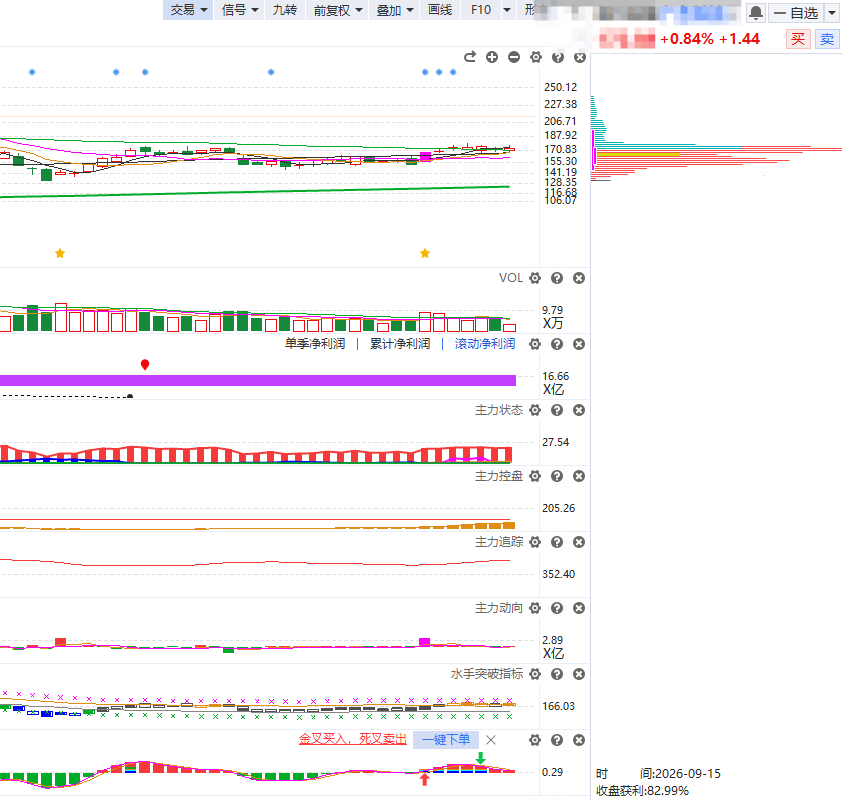 交易 信号 九转 前复权 叠加 画线 F10
自选
+0.84% +1.44 买 卖
250.12
227.38
206.71
187.92
170.83
155.30
141.19
128.35
116.68
106.07
VOL
9.79
X万
单季净利润 | 累计净利润 | 滚动净利润
16.66
X亿
主力状态
27.54
主力控盘
205.26
主力追踪
352.40
主力动向
2.89
X亿
水手突破指标
166.03
金叉买入，死叉卖出 一键下单
0.29
时 间:2026-09-15
收盘获利:82.99%